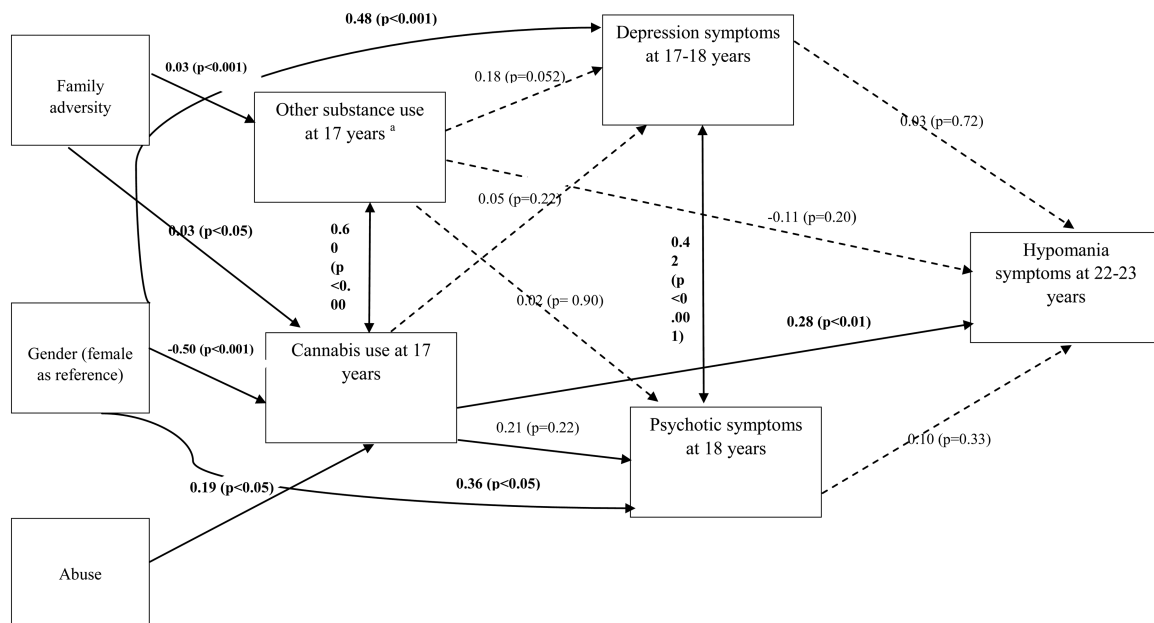 0.48 (p<0.001)
Depression symptoms
at 17-18 years
Family
adversity
0.03 (p<0.001)
Other substance use
at 17 years a
0.18 (p=0.052)
0.03 (p=0.72)
0.05 (p=0.22)
-0.11 (p=0.20)
0.03 (p<0.05)
0.6
0
(p
<0.
00
0.4
2
(p
<0
.00
1)
Hypomania
symptoms at 22-23
years
0.02 (p= 0.90)
Gender (female
as reference)
-0.50 (p<0.001)
Cannabis use at 17
years
0.28 (p<0.01)
0.21 (p=0.22)
Psychotic symptoms
at 18 years
0.10 (p=0.33)
0.19 (p<0.05)
0.36 (p<0.05)
Abuse